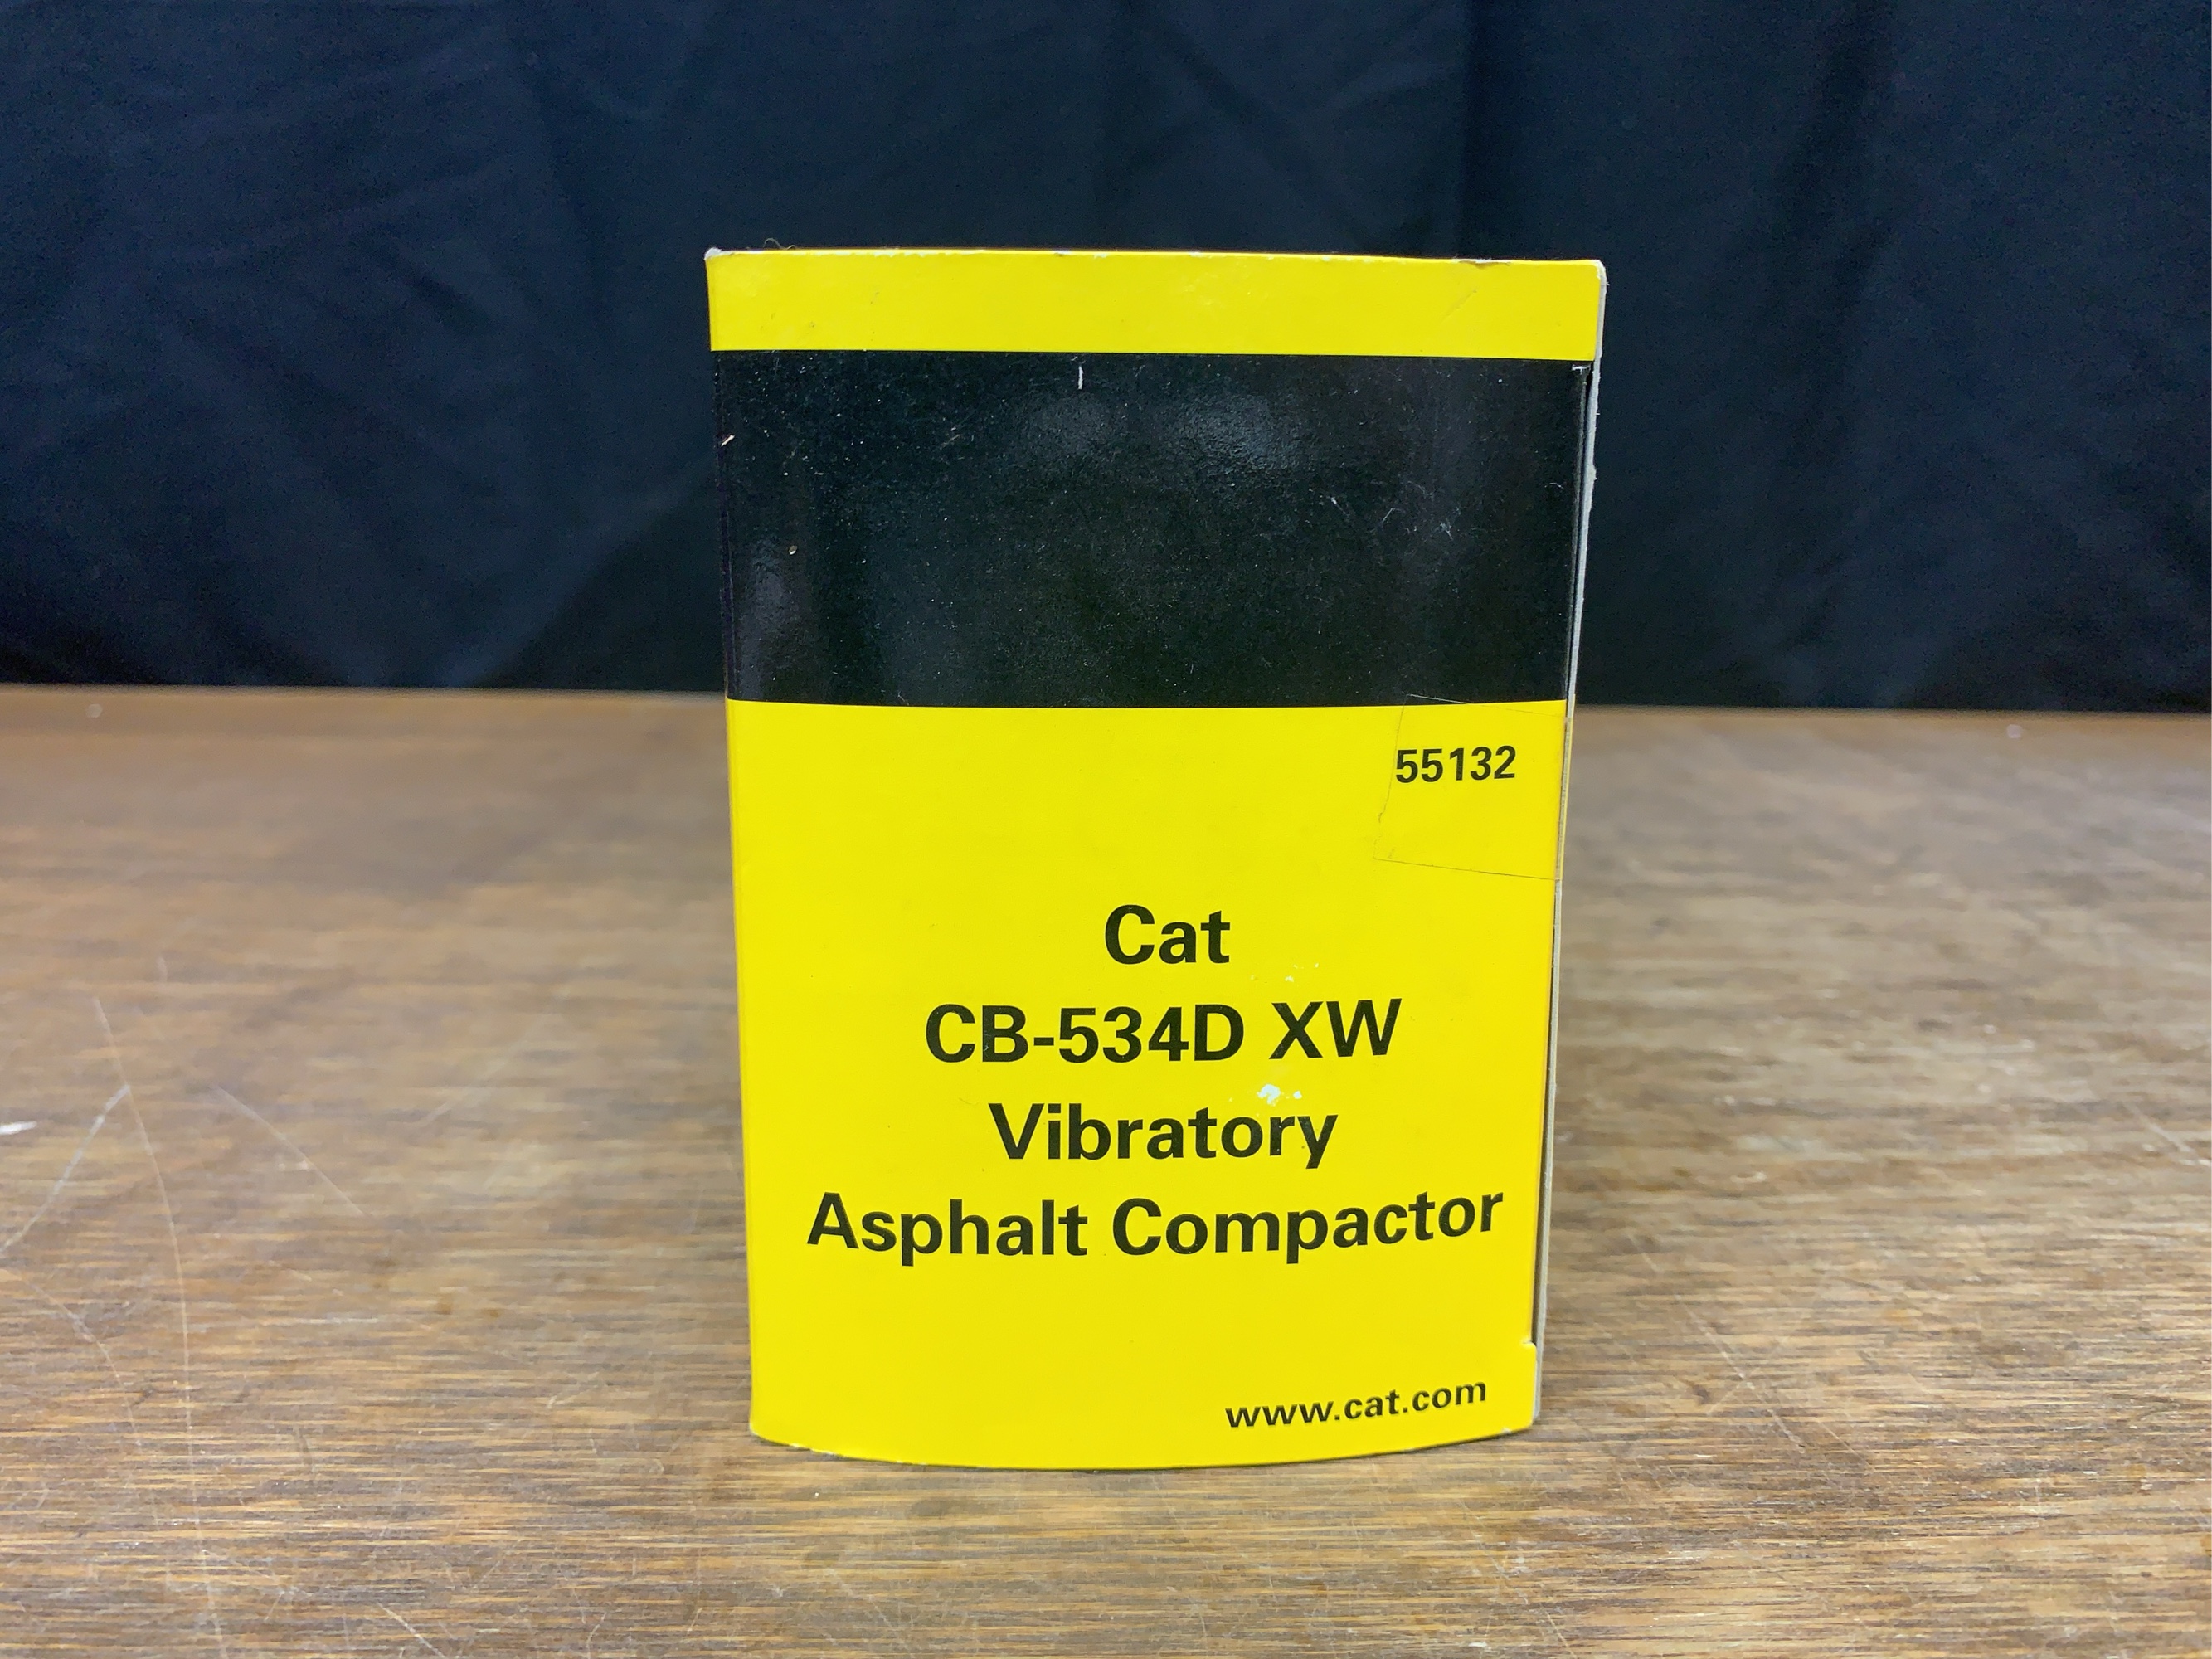 55132
Cat
CB-534D XW
Vibratory
Asphalt Compactor
www.cat.com